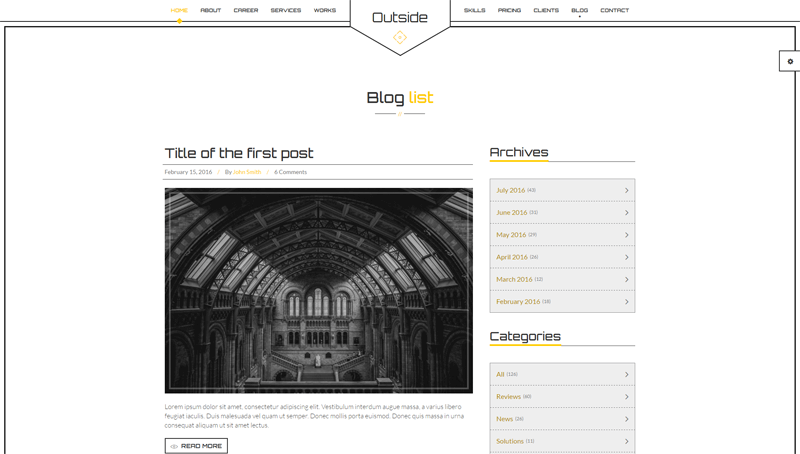 HOME ABOUT CAREER SERVICES WORKS Outside SKILLS PRICING CLIENTS BLOG CONTACT
Blog list
Title of the first post
February 15, 2016 / By John Smith / 6 Comments
Lorem ipsum dolor sit amet, consectetur adipiscing elit. Vestibulum interdum augue massa, a varius libero
feugiat iaculis. Duis malesuada vel quam ut semper. Donec mollis porta euismod. Donec quis massa in urna
consequat aliquam ut sit amet lectus.
READ MORE
Archives
July 2016 (43)
June 2016 (31)
May 2016 (29)
April 2016 (26)
March 2016 (12)
February 2016 (18)
Categories
All (126)
Reviews (40)
News (26)
Solutions (11)